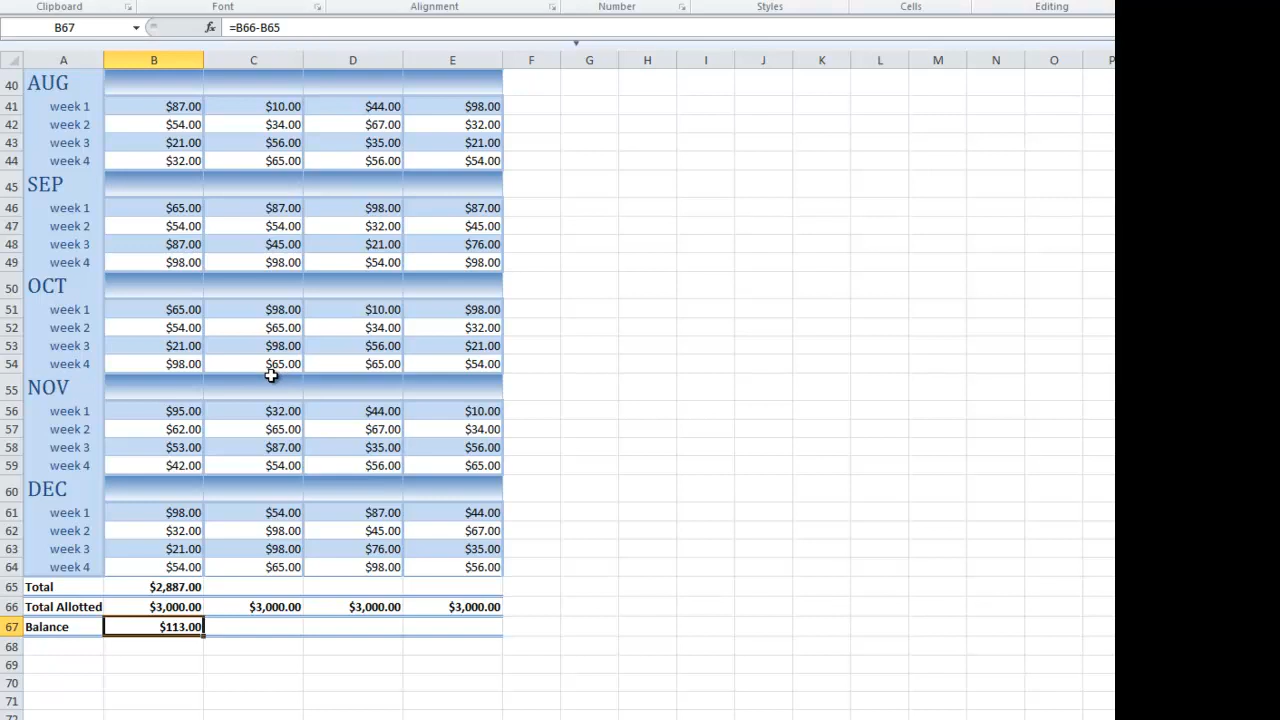 Clipboard Font Alignment Number Styles Cells Editing
B67 fx =B66-B65
A B C D E F G H I J K L M N O P
40 AUG
41 week 1 $87.00 $10.00 $44.00 $98.00
42 week 2 $54.00 $34.00 $67.00 $32.00
43 week 3 $21.00 $56.00 $35.00 $21.00
44 week 4 $32.00 $65.00 $56.00 $54.00
45 SEP
46 week 1 $65.00 $87.00 $98.00 $87.00
47 week 2 $54.00 $54.00 $32.00 $45.00
48 week 3 $87.00 $45.00 $21.00 $76.00
49 week 4 $98.00 $98.00 $54.00 $98.00
50 OCT
51 week 1 $65.00 $98.00 $10.00 $98.00
52 week 2 $54.00 $65.00 $34.00 $32.00
53 week 3 $21.00 $98.00 $56.00 $21.00
54 week 4 $98.00 $65.00 $65.00 $54.00
55 NOV
56 week 1 $95.00 $32.00 $44.00 $10.00
57 week 2 $62.00 $65.00 $67.00 $34.00
58 week 3 $53.00 $87.00 $35.00 $56.00
59 week 4 $42.00 $54.00 $56.00 $65.00
60 DEC
61 week 1 $98.00 $54.00 $87.00 $44.00
62 week 2 $32.00 $98.00 $45.00 $67.00
63 week 3 $21.00 $98.00 $76.00 $35.00
64 week 4 $54.00 $65.00 $98.00 $56.00
65 Total $2,887.00
66 Total Allotted $3,000.00 $3,000.00 $3,000.00 $3,000.00
67 Balance $113.00
68
69
70
71
72